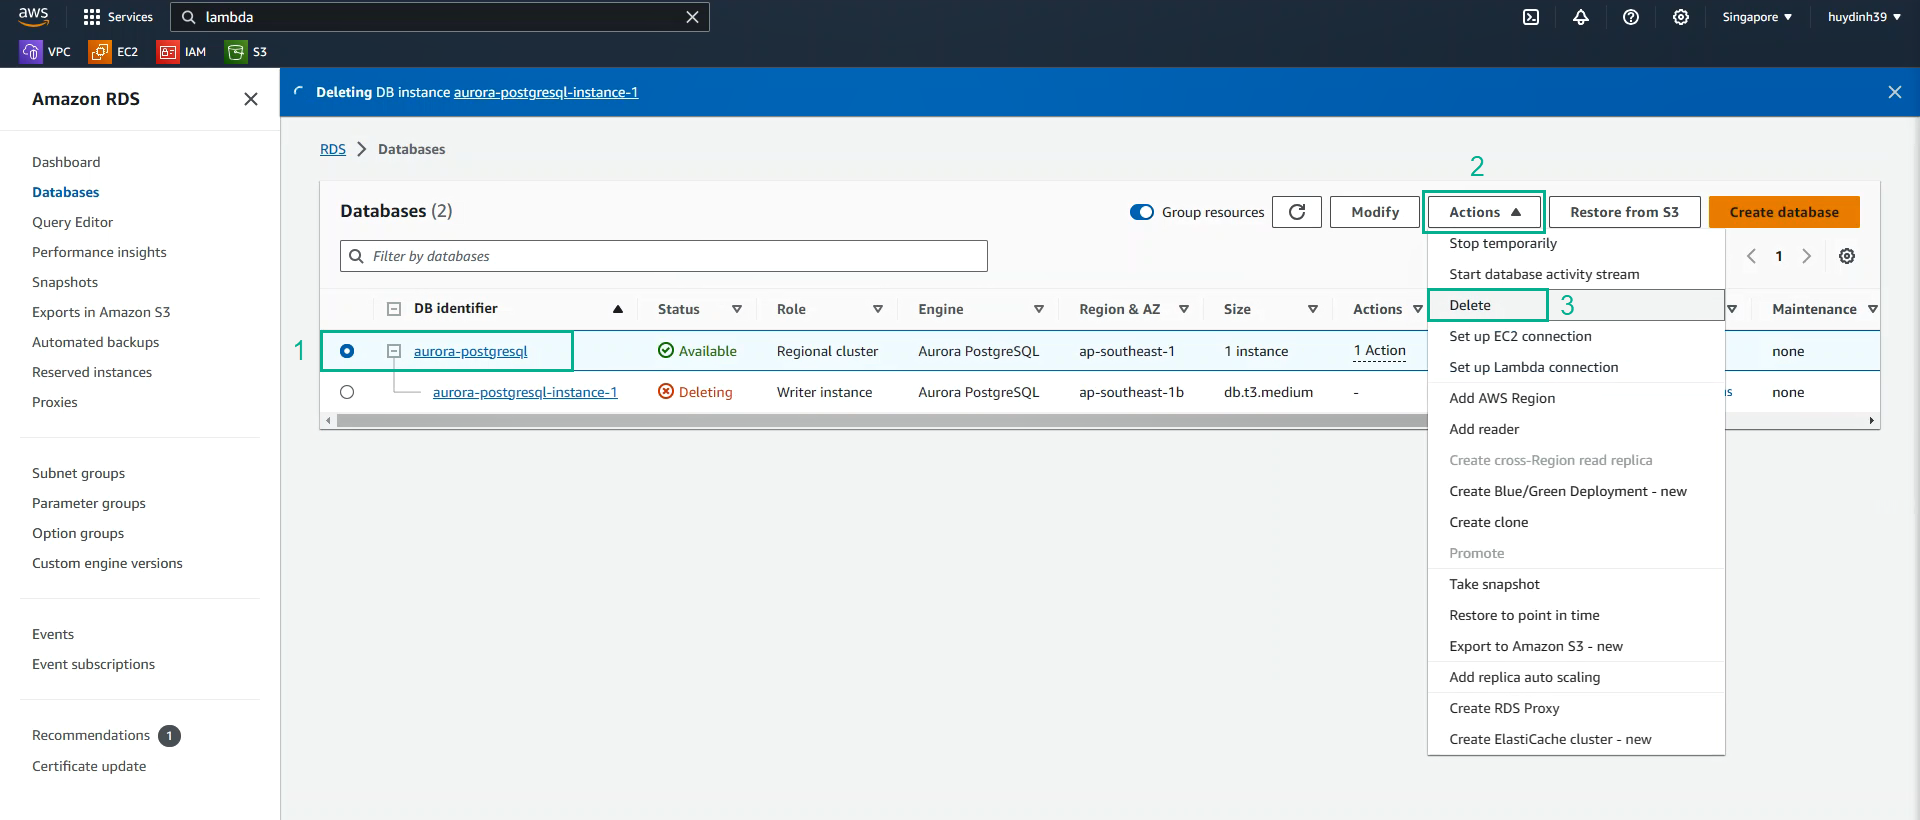 aws Services lambda Singapore huydinh39
VPC EC2 IAM S3
Amazon RDS
Deleting DB instance aurora-postgresql-instance-1
RDS > Databases
Dashboard
Databases
Query Editor
Performance insights
Snapshots
Exports in Amazon S3
Automated backups
Reserved instances
Proxies
Subnet groups
Parameter groups
Option groups
Custom engine versions
Events
Event subscriptions
Recommendations 1
Certificate update
2
Databases (2) Group resources Modify Actions Restore from S3 Create database
Filter by databases
1
DB identifier Status Role Engine Region & AZ Size Actions Maintenance
1 aurora-postgresql Available Regional cluster Aurora PostgreSQL ap-southeast-1 1 instance 1 Action none
aurora-postgresql-instance-1 Deleting Writer instance Aurora PostgreSQL ap-southeast-1b db.t3.medium - none
Stop temporarily
Start database activity stream
Delete 3
Set up EC2 connection
Set up Lambda connection
Add AWS Region
Add reader
Create cross-Region read replica
Create Blue/Green Deployment - new
Create clone
Promote
Take snapshot
Restore to point in time
Export to Amazon S3 - new
Add replica auto scaling
Create RDS Proxy
Create ElastiCache cluster - new